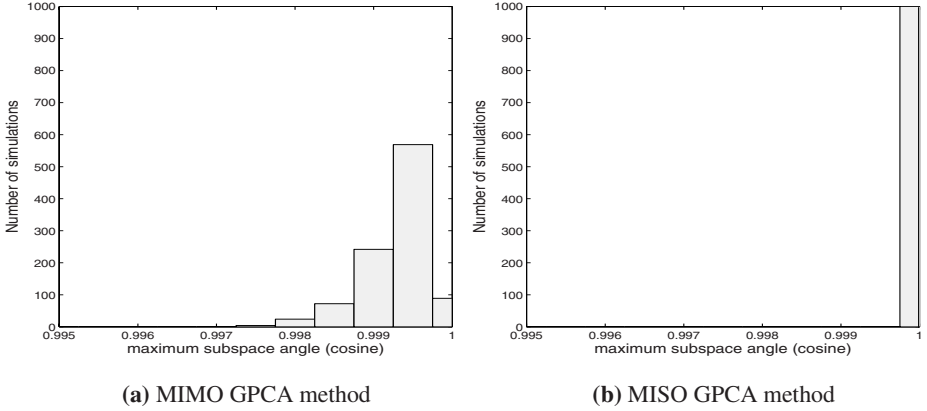 1000
900
800
700
600
500
400
300
200
100
0
Number of simulations
0.995 0.996 0.997 0.998 0.999 1
maximum subspace angle (cosine)
(a) MIMO GPCA method
1000
900
800
700
600
500
400
300
200
100
0
Number of simulations
0.995 0.996 0.997 0.998 0.999 1
maximum subspace angle (cosine)
(b) MISO GPCA method